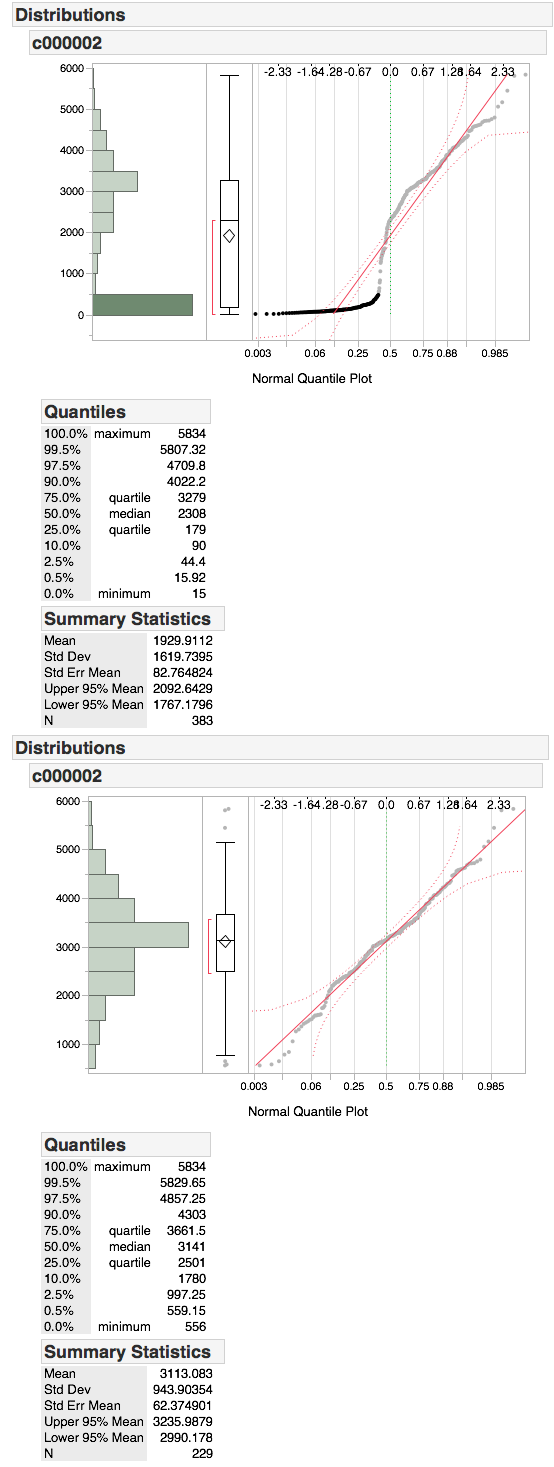 Distributions
c000002
-2.33 -1.64 -1.28 -0.67 0.0 0.67 1.28 1.64 2.33
6000
5000
4000
3000
2000
1000
0
0.003 0.06 0.25 0.5 0.75 0.88 0.985
Normal Quantile Plot
Quantiles
100.0% maximum 5834
99.5% 5807.32
97.5% 4709.8
90.0% 4022.2
75.0% quartile 3279
50.0% median 2308
25.0% quartile 179
10.0% 90
2.5% 44.4
0.5% 15.92
0.0% minimum 15
Summary Statistics
Mean 1929.9112
Std Dev 1619.7395
Std Err Mean 82.764824
Upper 95% Mean 2092.6429
Lower 95% Mean 1767.1796
N 383
Distributions
c000002
-2.33 -1.64 -1.28 -0.67 0.0 0.67 1.28 1.64 2.33
6000
5000
4000
3000
2000
1000
0.003 0.06 0.25 0.5 0.75 0.88 0.985
Normal Quantile Plot
Quantiles
100.0% maximum 5834
99.5% 5829.65
97.5% 4857.25
90.0% 4303
75.0% quartile 3661.5
50.0% median 3141
25.0% quartile 2501
10.0% 1780
2.5% 997.25
0.5% 559.15
0.0% minimum 556
Summary Statistics
Mean 3113.083
Std Dev 943.90354
Std Err Mean 62.374901
Upper 95% Mean 3235.9879
Lower 95% Mean 2990.178
N 229